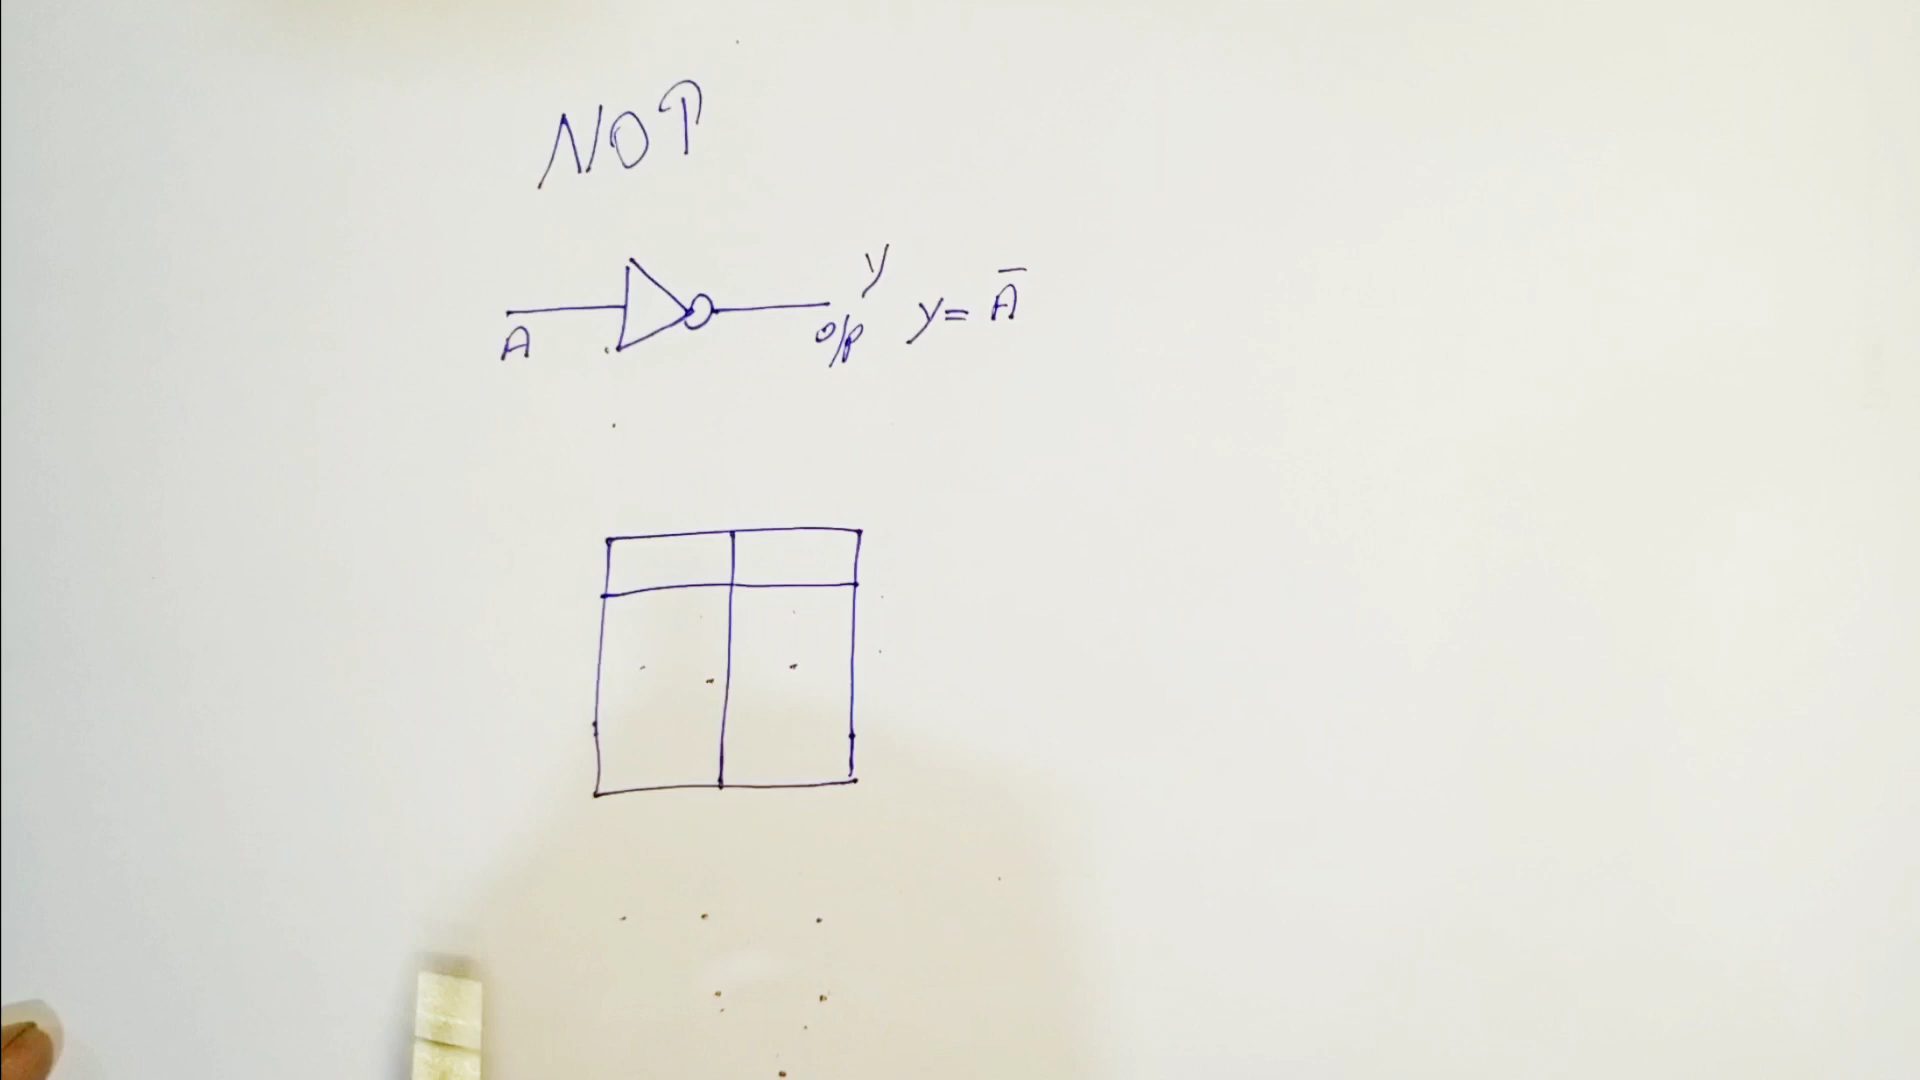 NOT
y
A
o/p
y = A̅